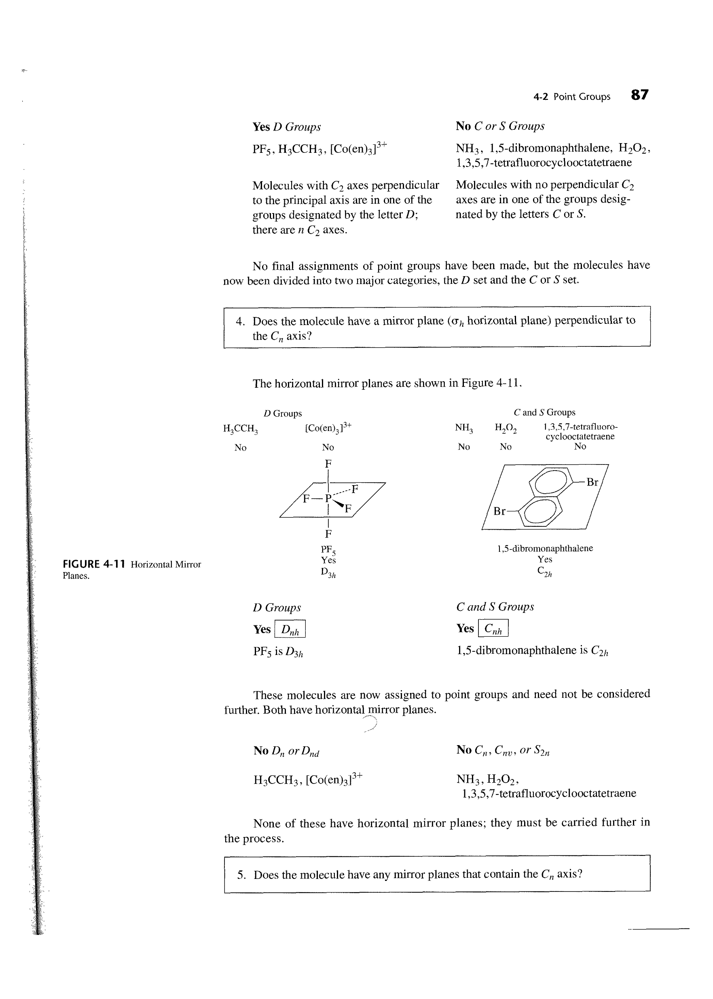 4-2 Point Groups 87
Yes D Groups
PF₅, H₃CCH₃, [Co(en)₃]³⁺
Molecules with C₂ axes perpendicular
to the principal axis are in one of the
groups designated by the letter D;
there are n C₂ axes.
No C or S Groups
NH₃, 1,5-dibromonaphthalene, H₂O₂,
1,3,5,7-tetrafluorocyclooctatetraene
Molecules with no perpendicular C₂
axes are in one of the groups desig-
nated by the letters C or S.
No final assignments of point groups have been made, but the molecules have
now been divided into two major categories, the D set and the C or S set.
4. Does the molecule have a mirror plane (σₕ horizontal plane) perpendicular to
the Cₙ axis?
The horizontal mirror planes are shown in Figure 4-11.
D Groups
H₃CCH₃ [Co(en)₃]³⁺
No No
F
F
F—P
F
F
PF₅
Yes
D₃ₕ
C and S Groups
NH₃ H₂O₂ 1,3,5,7-tetrafluoro-
cyclooctatetraene
No No No
Br
Br
1,5-dibromonaphthalene
Yes
C₂ₕ
FIGURE 4-11 Horizontal Mirror
Planes.
D Groups
Yes Dₙₕ
PF₅ is D₃ₕ
C and S Groups
Yes Cₙₕ
1,5-dibromonaphthalene is C₂ₕ
These molecules are now assigned to point groups and need not be considered
further. Both have horizontal mirror planes.
No Dₙ or Dₙd
H₃CCH₃, [Co(en)₃]³⁺
No Cₙ, Cₙᵥ, or S₂ₙ
NH₃, H₂O₂,
1,3,5,7-tetrafluorocyclooctatetraene
None of these have horizontal mirror planes; they must be carried further in
the process.
5. Does the molecule have any mirror planes that contain the Cₙ axis?